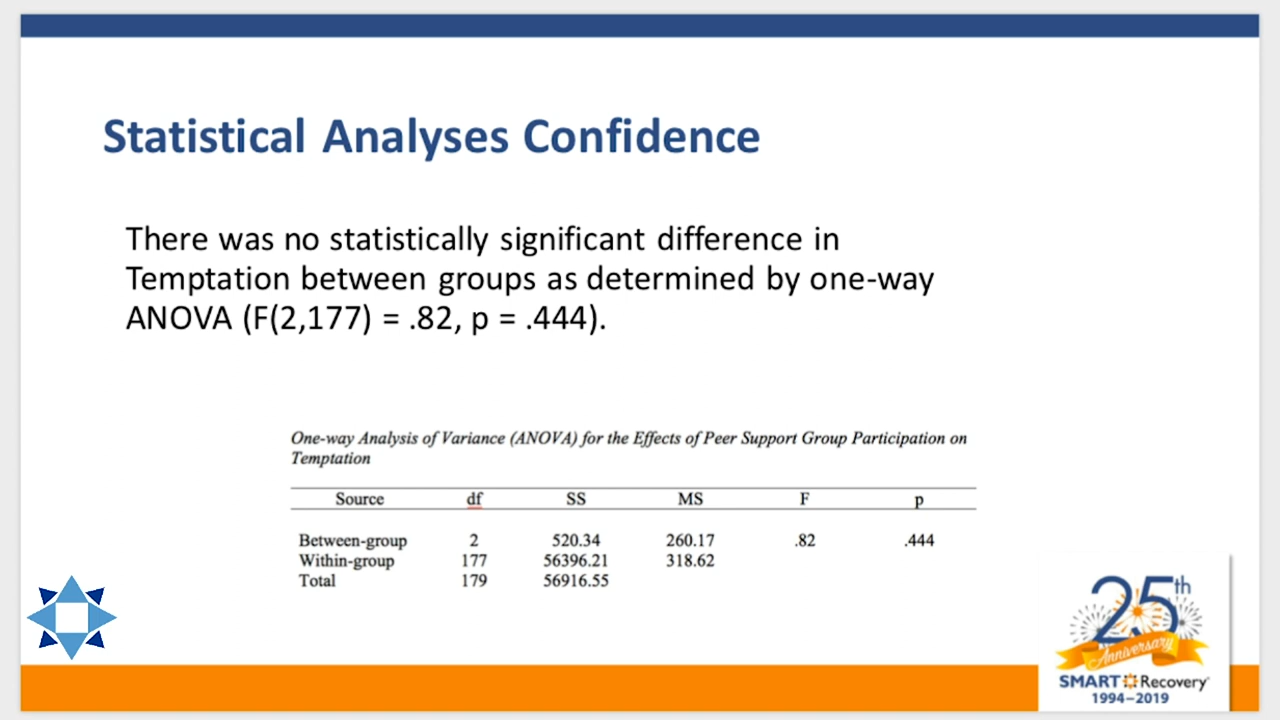 Statistical Analyses Confidence
There was no statistically significant difference in
Temptation between groups as determined by one-way
ANOVA (F(2,177) = .82, p = .444).
One-way Analysis of Variance (ANOVA) for the Effects of Peer Support Group Participation on
Temptation
Source df SS MS F p
Between-group 2 520.34 260.17 .82 .444
Within-group 177 56396.21 318.62
Total 179 56916.55
25th
Anniversary
SMART Recovery
1994–2019